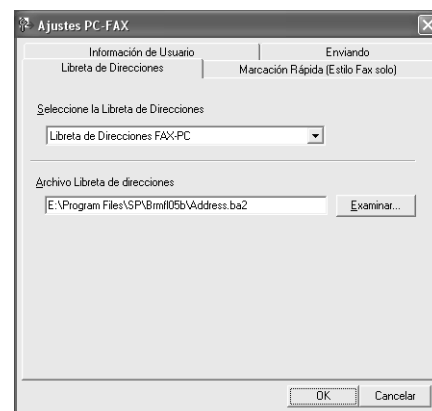 Ajustes PC-FAX
Información de Usuario
Enviando
Libreta de Direcciones
Marcación Rápida (Estilo Fax solo)
Seleccione la Libreta de Direcciones
Libreta de Direcciones FAX-PC
Archivo Libreta de direcciones
E:\Program Files\SP\Brmfl05b\Address.ba2
Examinar...
OK
Cancelar